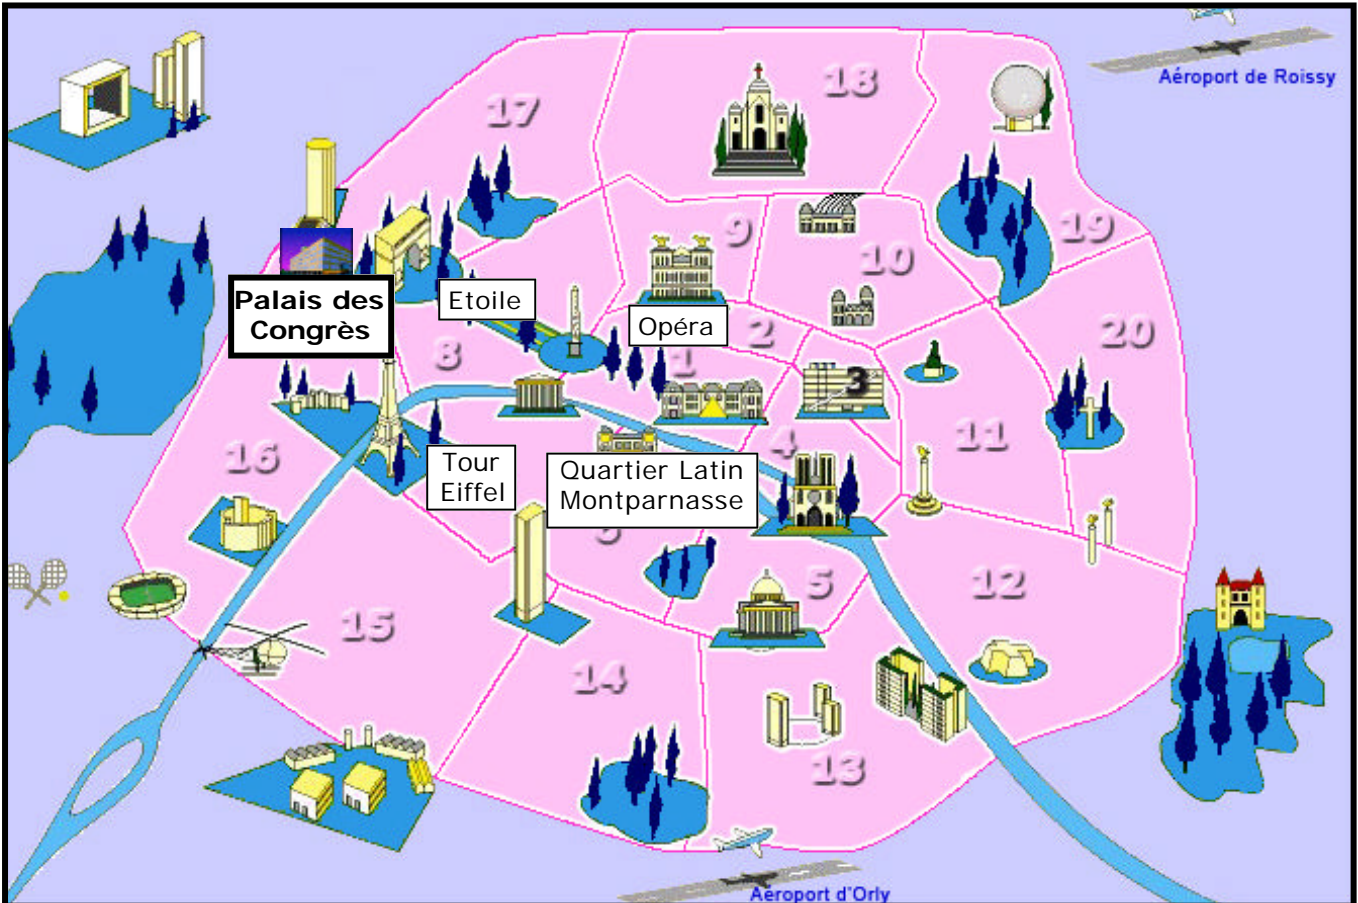 Aéroport de Roissy
18
17
19
9
10
Palais des
Congrès
Etoile
Opéra
2
20
8
1
3
11
4
16
Tour
Eiffel
Quartier Latin
Montparnasse
5
12
15
14
13
Aéroport d'Orly